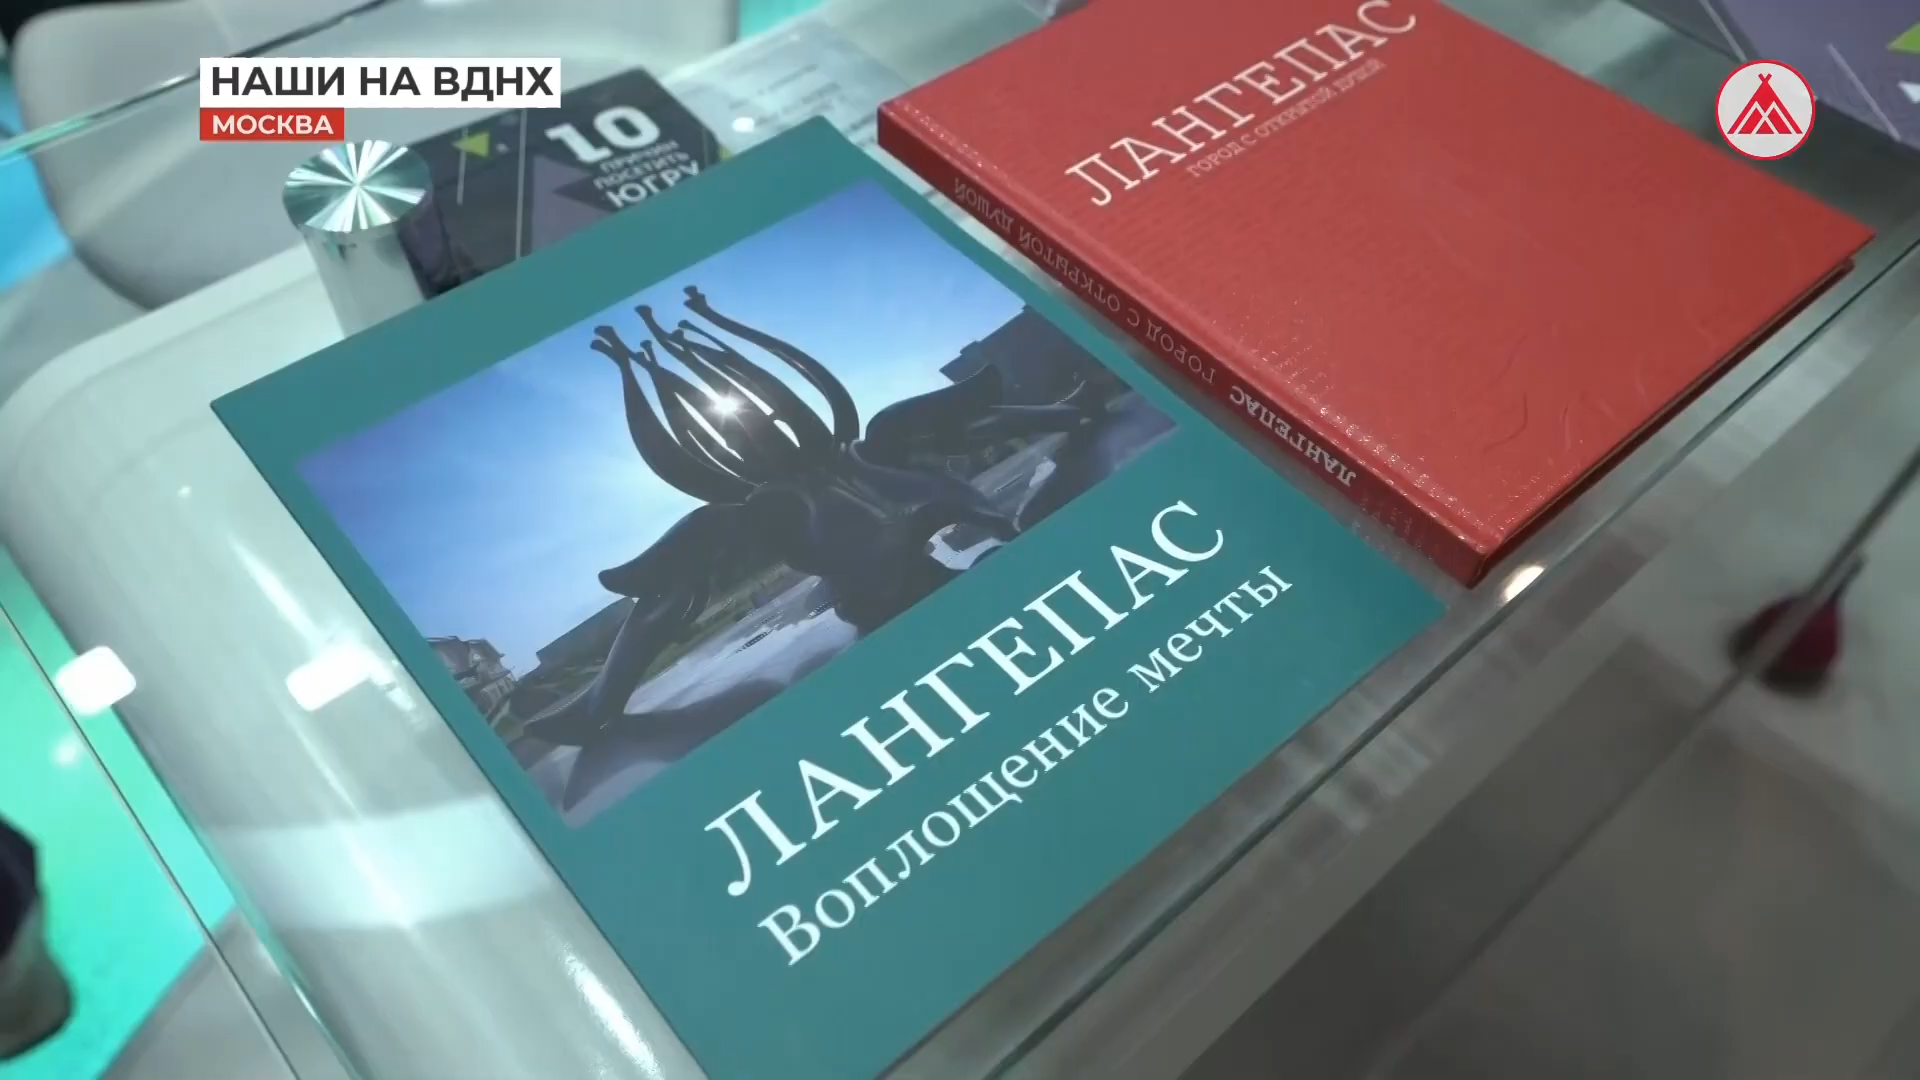 НАШИ НА ВДНХ
МОСКВА
10
ПРИЧИН
ПОСЕТИТЬ
ЮГРУ
ЛАНГЕПАС
ГОРОД С ОТКРЫТОЙ ДУШОЙ
ЛАНГЕПАС ГОРОД С ОТКРЫТОЙ ДУШОЙ
ЛАНГЕПАС
Воплощение мечты